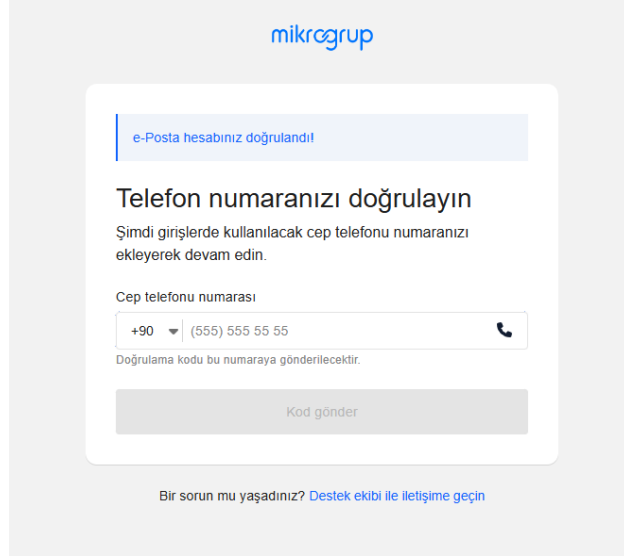 mikrogrup
e-Posta hesabınız doğrulandı!
Telefon numaranızı doğrulayın
Şimdi girişlerde kullanılacak cep telefonu numaranızı
ekleyerek devam edin.
Cep telefonu numarası
+90 (555) 555 55 55
Doğrulama kodu bu numaraya gönderilecektir.
Kod gönder
Bir sorun mu yaşadınız? Destek ekibi ile iletişime geçin